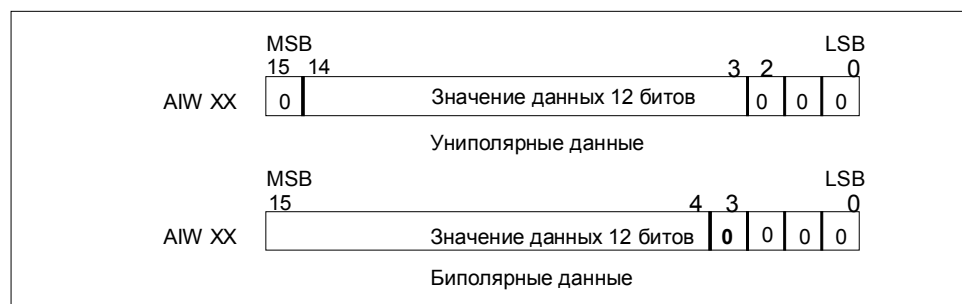 MSB LSB
15 14 3 2 0
AIW XX 0 Значение данных 12 битов 0 0 0
Униполярные данные
MSB LSB
15 4 3 0
AIW XX Значение данных 12 битов 0 0 0 0
Биполярные данные